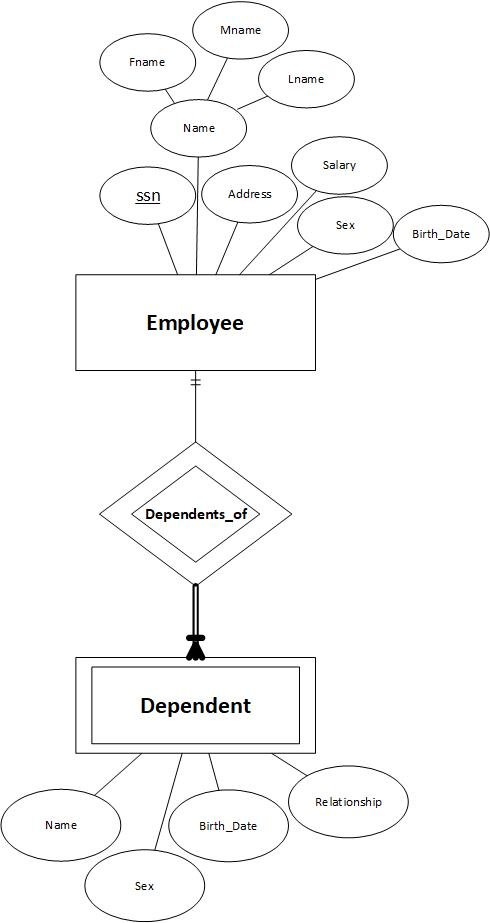 Mname
Fname
Lname
Name
Salary
ssn
Address
Sex
Birth_Date
Employee
Dependents_of
Dependent
Relationship
Name
Birth_Date
Sex